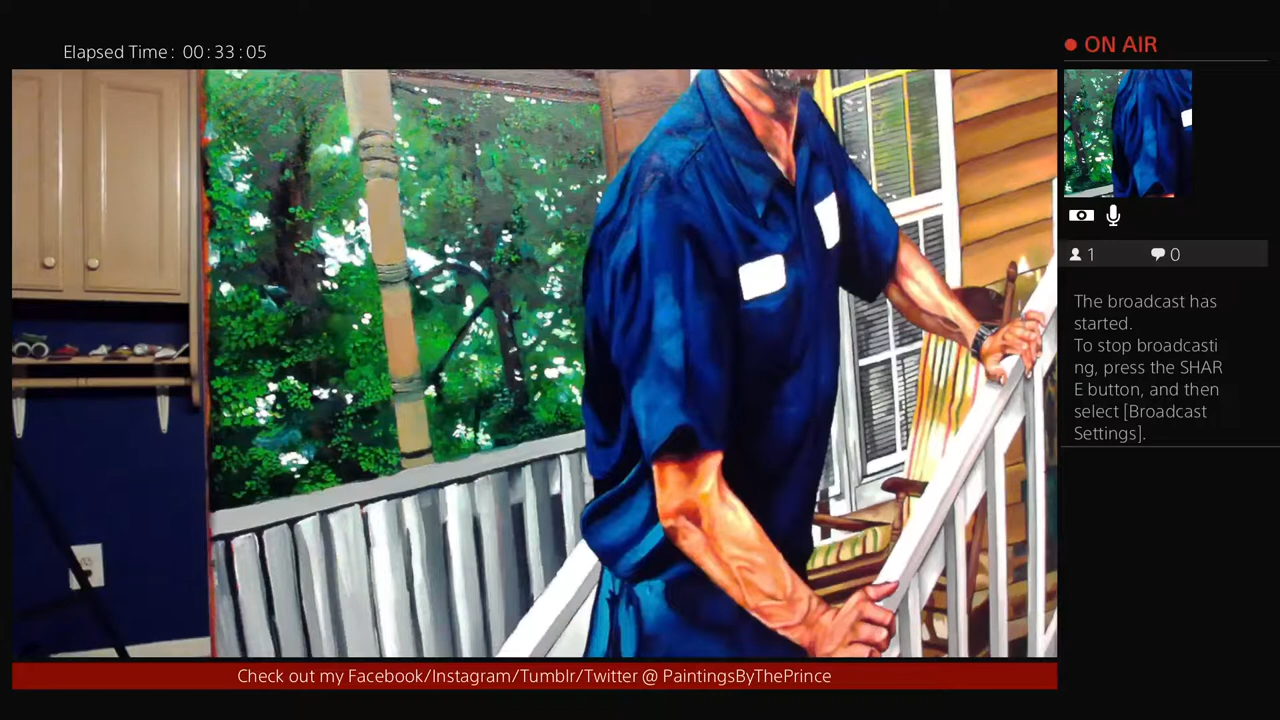 Elapsed Time: 00:33:05
ON AIR
1
0
The broadcast has
started.
To stop broadcasti
ng, press the SHAR
E button, and then
select [Broadcast
Settings].
Check out my Facebook/Instagram/Tumblr/Twitter @ PaintingsByThePrince